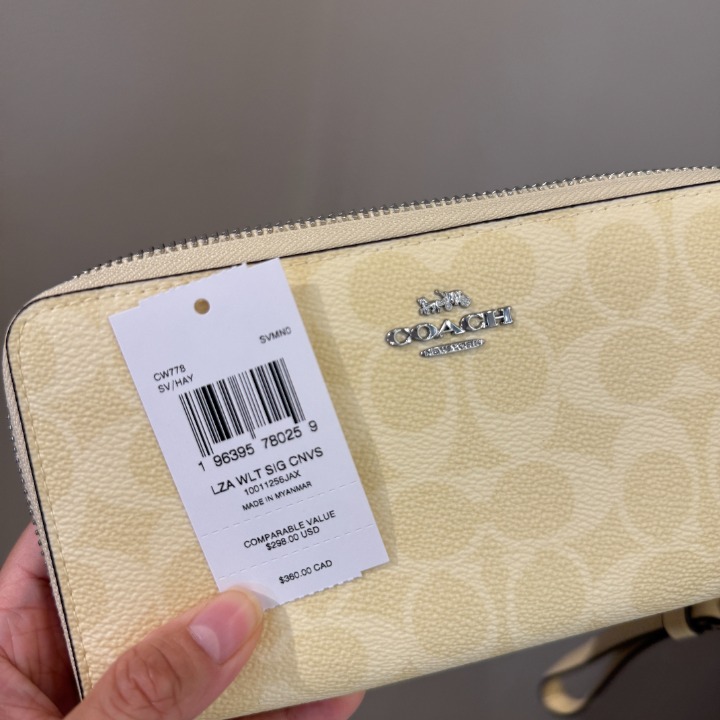 COACH
NEW YORK
SVMN0
CW778
SV/HAY
1 96395 78025 9
LZA WLT SIG CNVS
10011256JAX
MADE IN MYANMAR
COMPARABLE VALUE
$298.00 USD
$360.00 CAD